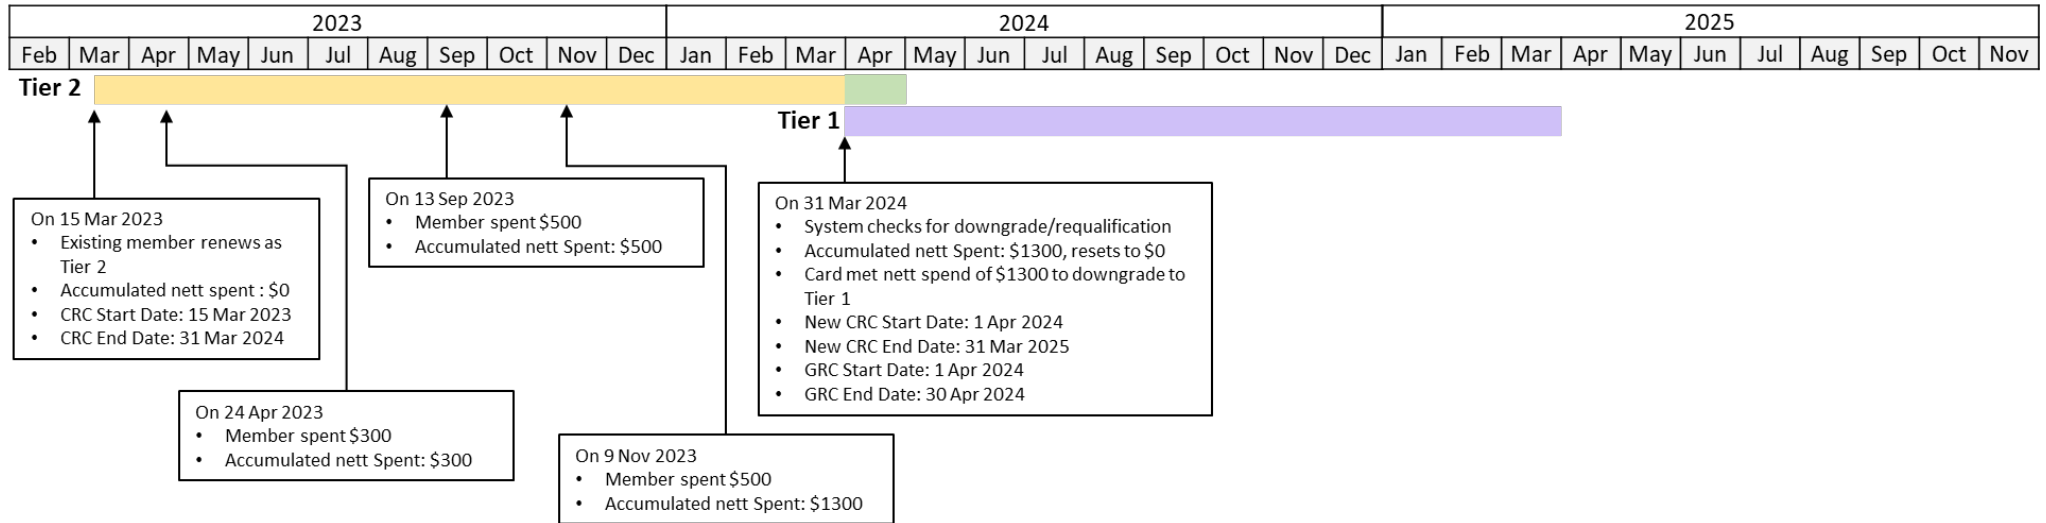 2023 2024 2025
Feb Mar Apr May Jun Jul Aug Sep Oct Nov Dec Jan Feb Mar Apr May Jun Jul Aug Sep Oct Nov Dec Jan Feb Mar Apr May Jun Jul Aug Sep Oct Nov
Tier 2
Tier 1
On 15 Mar 2023
• Existing member renews as
Tier 2
• Accumulated nett spent : $0
• CRC Start Date: 15 Mar 2023
• CRC End Date: 31 Mar 2024
On 24 Apr 2023
• Member spent $300
• Accumulated nett Spent: $300
On 13 Sep 2023
• Member spent $500
• Accumulated nett Spent: $500
On 9 Nov 2023
• Member spent $500
• Accumulated nett Spent: $1300
On 31 Mar 2024
• System checks for downgrade/requalification
• Accumulated nett Spent: $1300, resets to $0
• Card met nett spend of $1300 to downgrade to
Tier 1
• New CRC Start Date: 1 Apr 2024
• New CRC End Date: 31 Mar 2025
• GRC Start Date: 1 Apr 2024
• GRC End Date: 30 Apr 2024